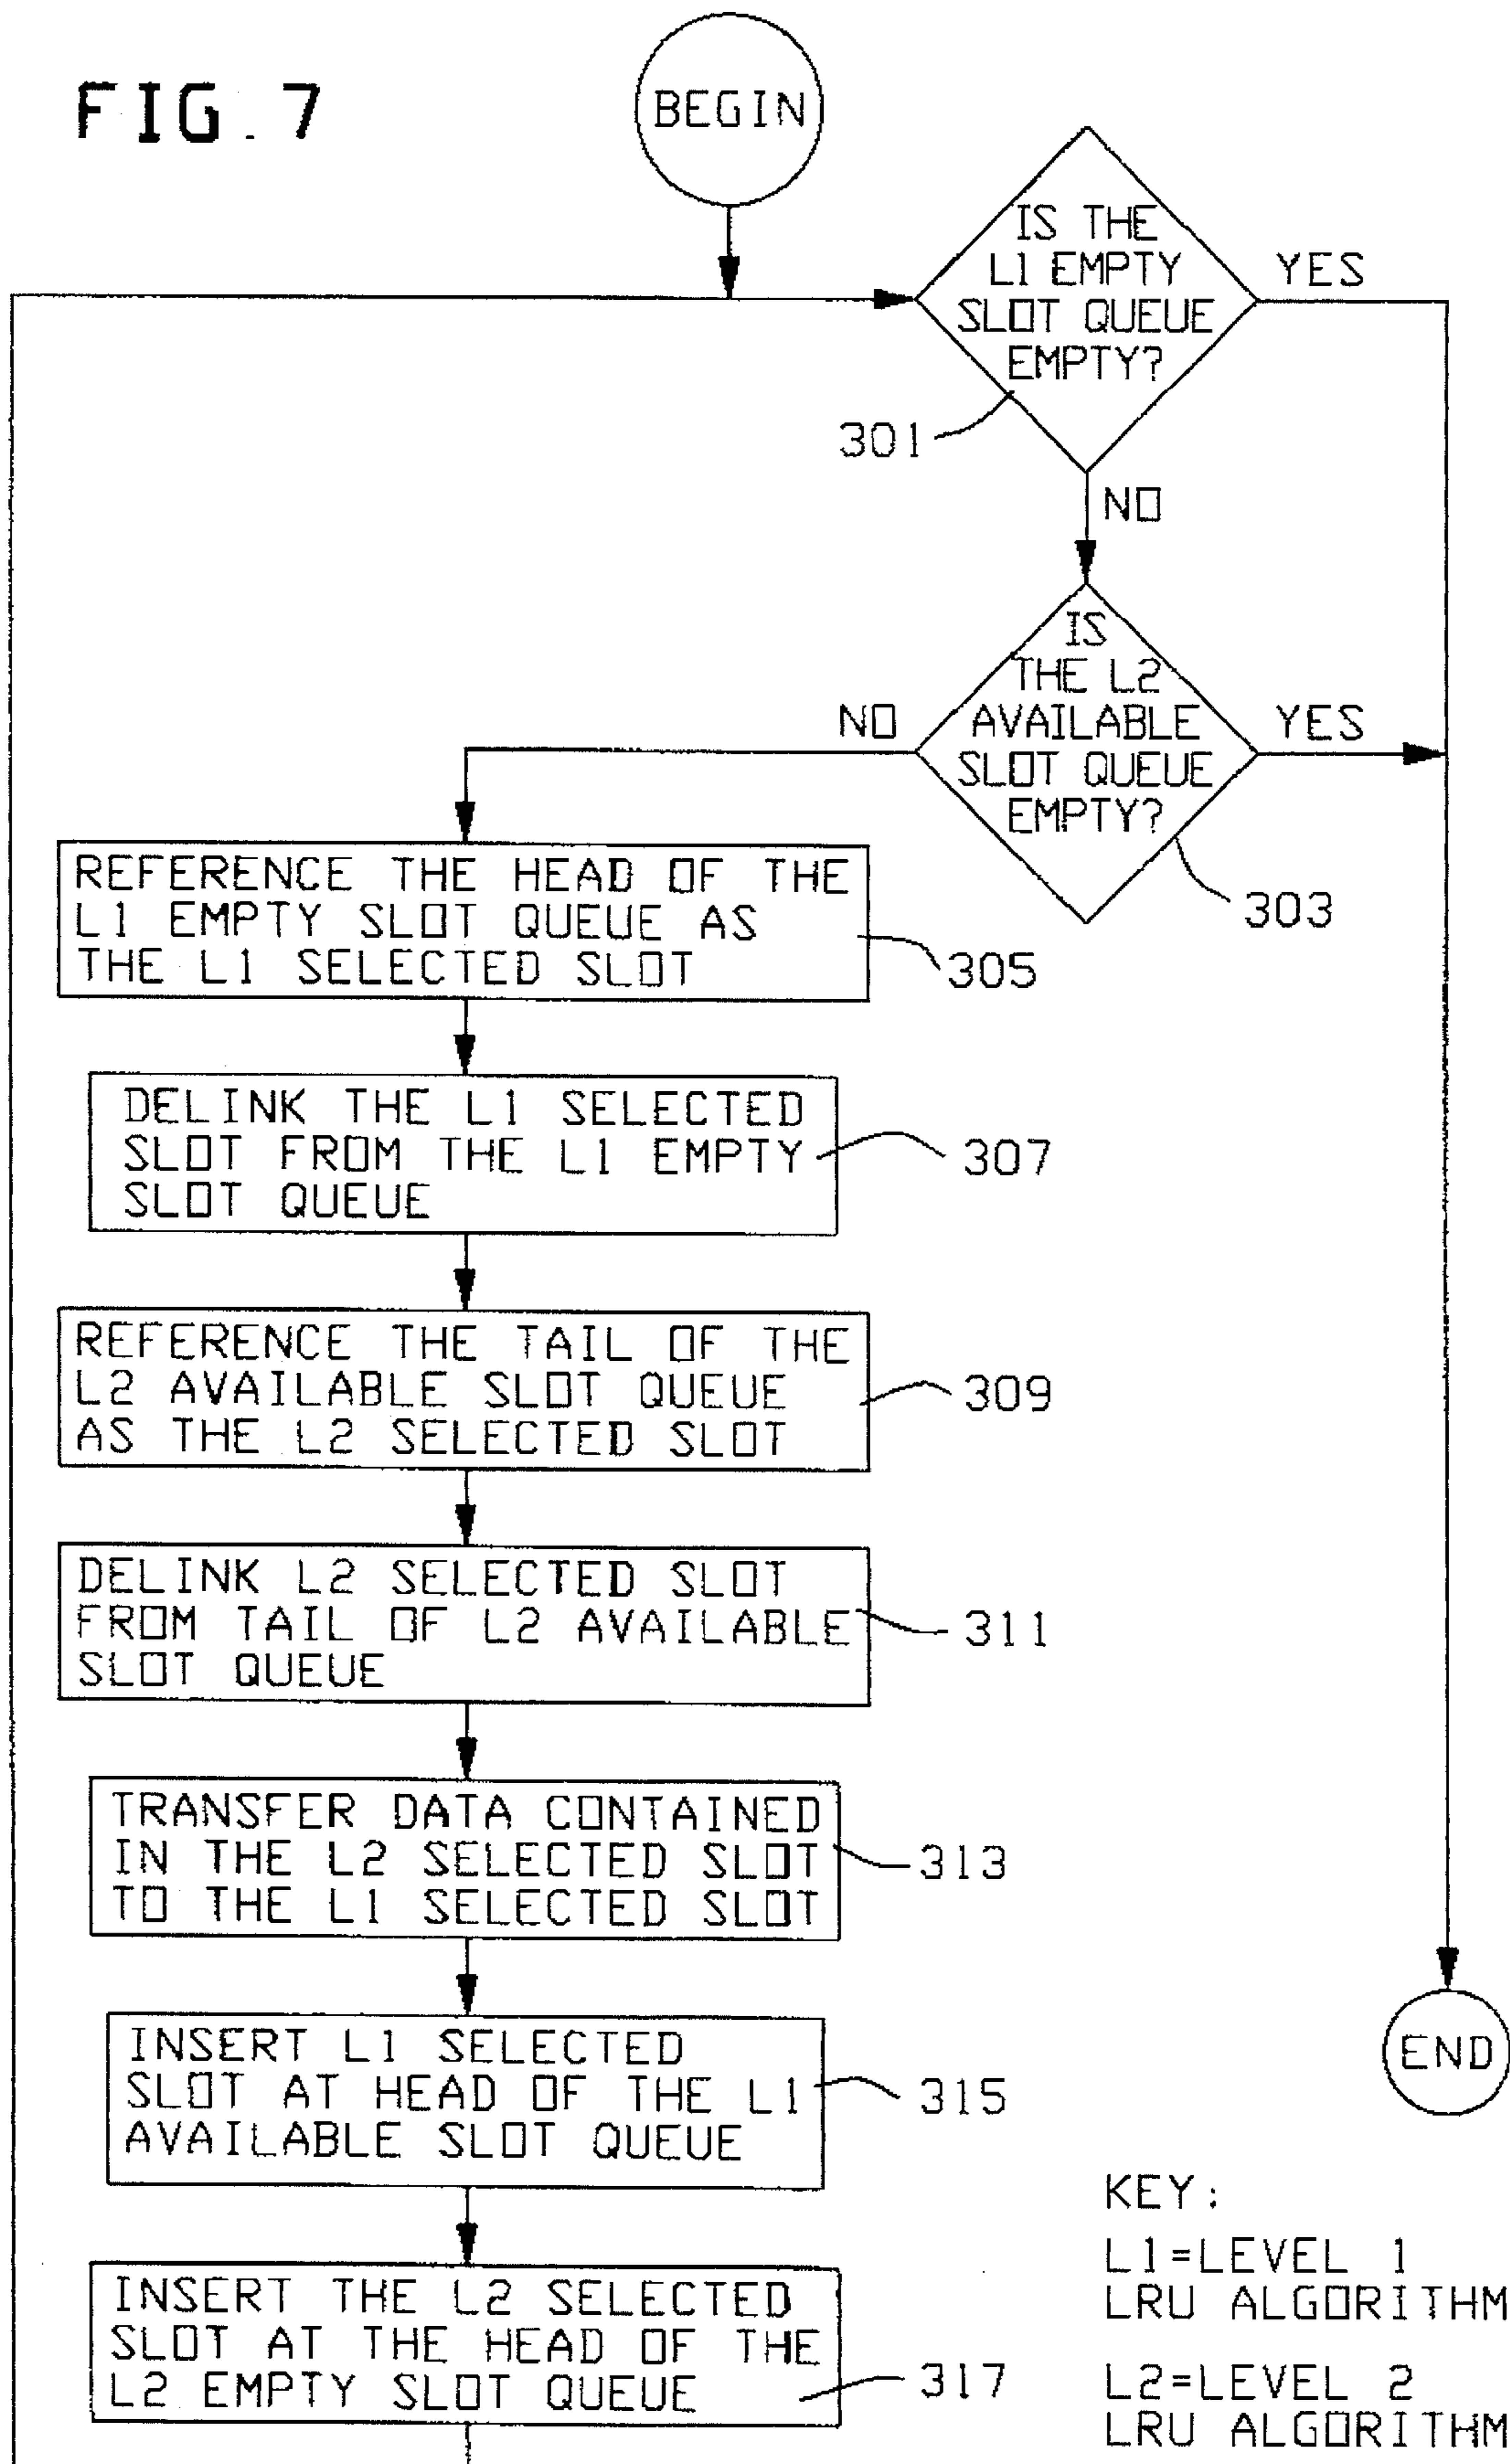 FIG. 7
BEGIN
IS THE
L1 EMPTY
SLOT QUEUE
EMPTY?
YES
301
NO
IS
THE L2
AVAILABLE
SLOT QUEUE
EMPTY?
NO
YES
303
REFERENCE THE HEAD OF THE
L1 EMPTY SLOT QUEUE AS
THE L1 SELECTED SLOT
305
DELINK THE L1 SELECTED
SLOT FROM THE L1 EMPTY
SLOT QUEUE
307
REFERENCE THE TAIL OF THE
L2 AVAILABLE SLOT QUEUE
AS THE L2 SELECTED SLOT
309
DELINK L2 SELECTED SLOT
FROM TAIL OF L2 AVAILABLE
SLOT QUEUE
311
TRANSFER DATA CONTAINED
IN THE L2 SELECTED SLOT
TO THE L1 SELECTED SLOT
313
INSERT L1 SELECTED
SLOT AT HEAD OF THE L1
AVAILABLE SLOT QUEUE
315
END
INSERT THE L2 SELECTED
SLOT AT THE HEAD OF THE
L2 EMPTY SLOT QUEUE
317
KEY:
L1=LEVEL 1
LRU ALGORITHM
L2=LEVEL 2
LRU ALGORITHM